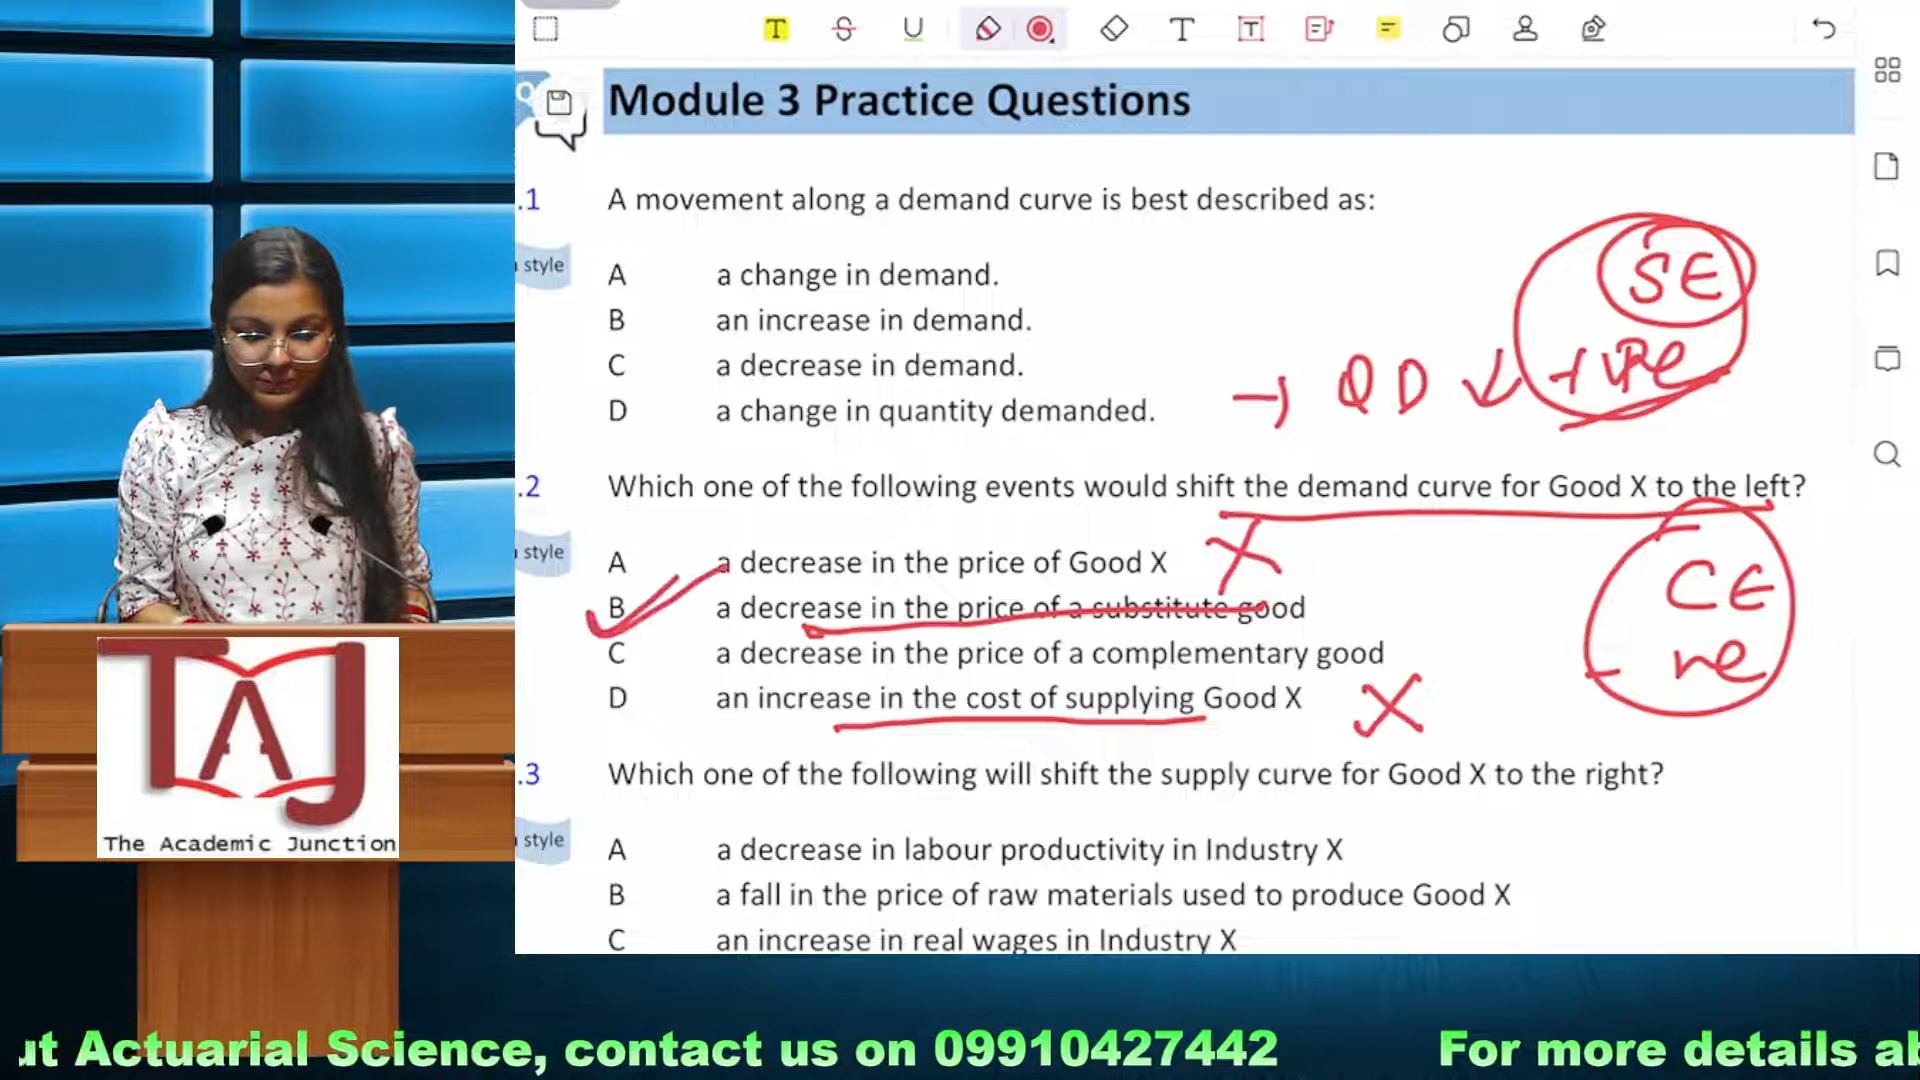 Module 3 Practice Questions
.1 A movement along a demand curve is best described as:
style
A a change in demand.
B an increase in demand.
C a decrease in demand.
D a change in quantity demanded.
SE
QD
+ve
.2 Which one of the following events would shift the demand curve for Good X to the left?
style
A a decrease in the price of Good X
B a decrease in the price of a substitute good
C a decrease in the price of a complementary good
D an increase in the cost of supplying Good X
CE
- ve
.3 Which one of the following will shift the supply curve for Good X to the right?
style
A a decrease in labour productivity in Industry X
B a fall in the price of raw materials used to produce Good X
C an increase in real wages in Industry X
TAJ
The Academic Junction
ut Actuarial Science, contact us on 09910427442 For more details ab